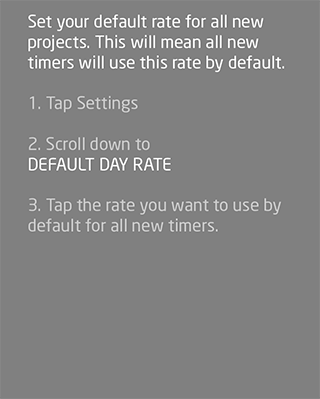 Set your default rate for all new
projects. This will mean all new
timers will use this rate by default.
1. Tap Settings
2. Scroll down to
DEFAULT DAY RATE
3. Tap the rate you want to use by
default for all new timers.